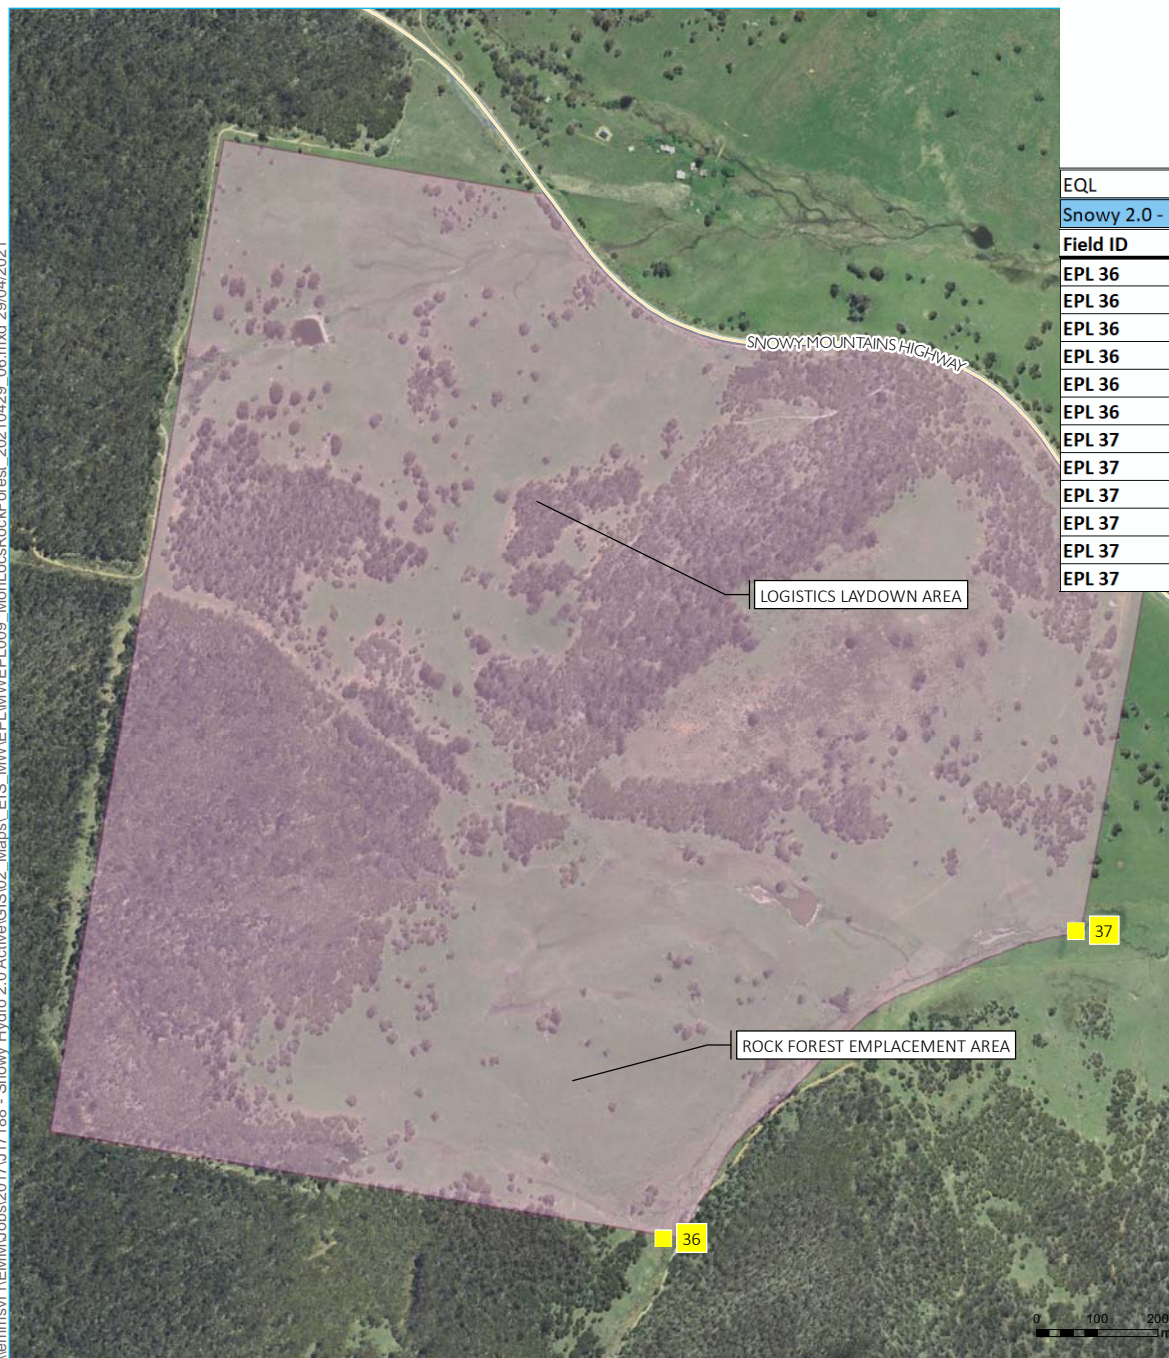 EQL
Snowy 2.0 -
Field ID
EPL 36
EPL 36
EPL 36
EPL 36
EPL 36
EPL 36
EPL 37
EPL 37
EPL 37
EPL 37
EPL 37
EPL 37
SNOWY MOUNTAINS HIGHWAY
LOGISTICS LAYDOWN AREA
37
ROCK FOREST EMPLACEMENT AREA
36
0 100 200